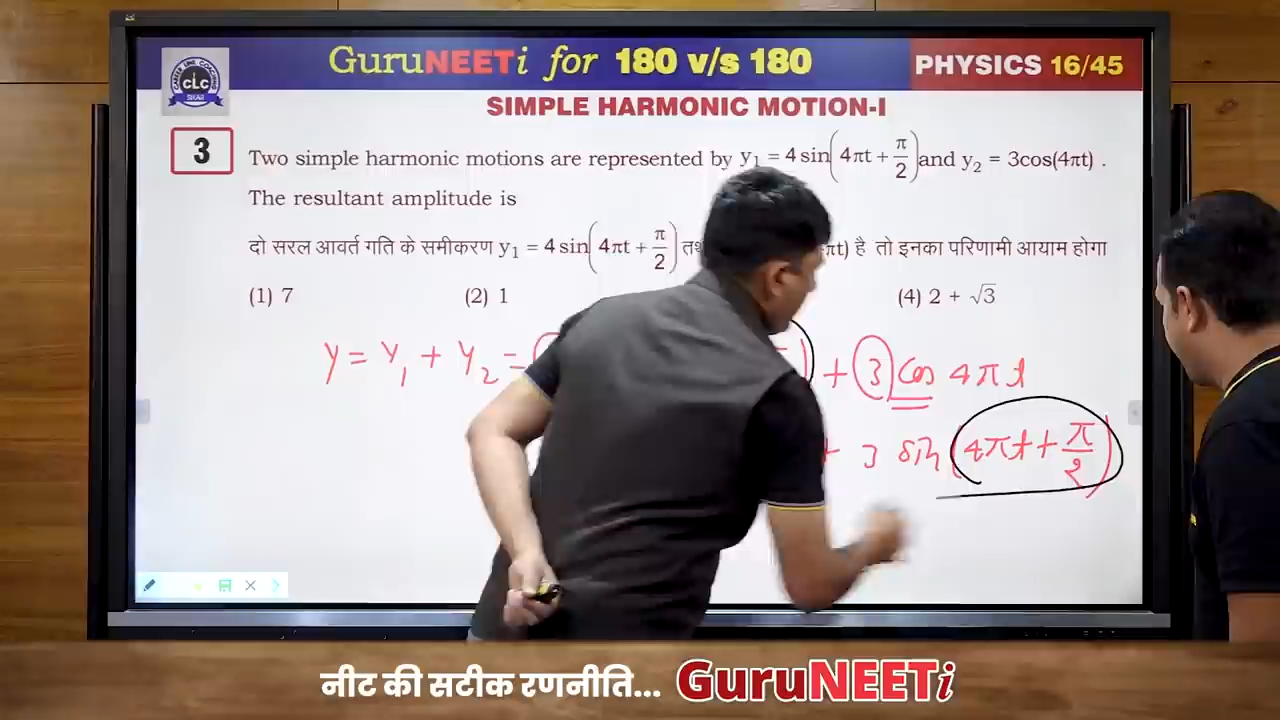 GuruNEETi for 180 v/s 180
PHYSICS 16/45
CLC
SIKAR
SIMPLE HARMONIC MOTION-I
3
Two simple harmonic motions are represented by y₁ = 4 sin(4πt + π/2) and y₂ = 3cos(4πt) .
The resultant amplitude is
दो सरल आवर्त गति के समीकरण y₁ = 4 sin(4πt + π/2) πt) है तो इनका परिणामी आयाम होगा
(1) 7 (2) 1 (4) 2 + √3
y = y₁ + y₂ = + 3 cos 4πt
+ 3 sin (4πt + π/2)
नीट की सटीक रणनीति... GuruNEETi